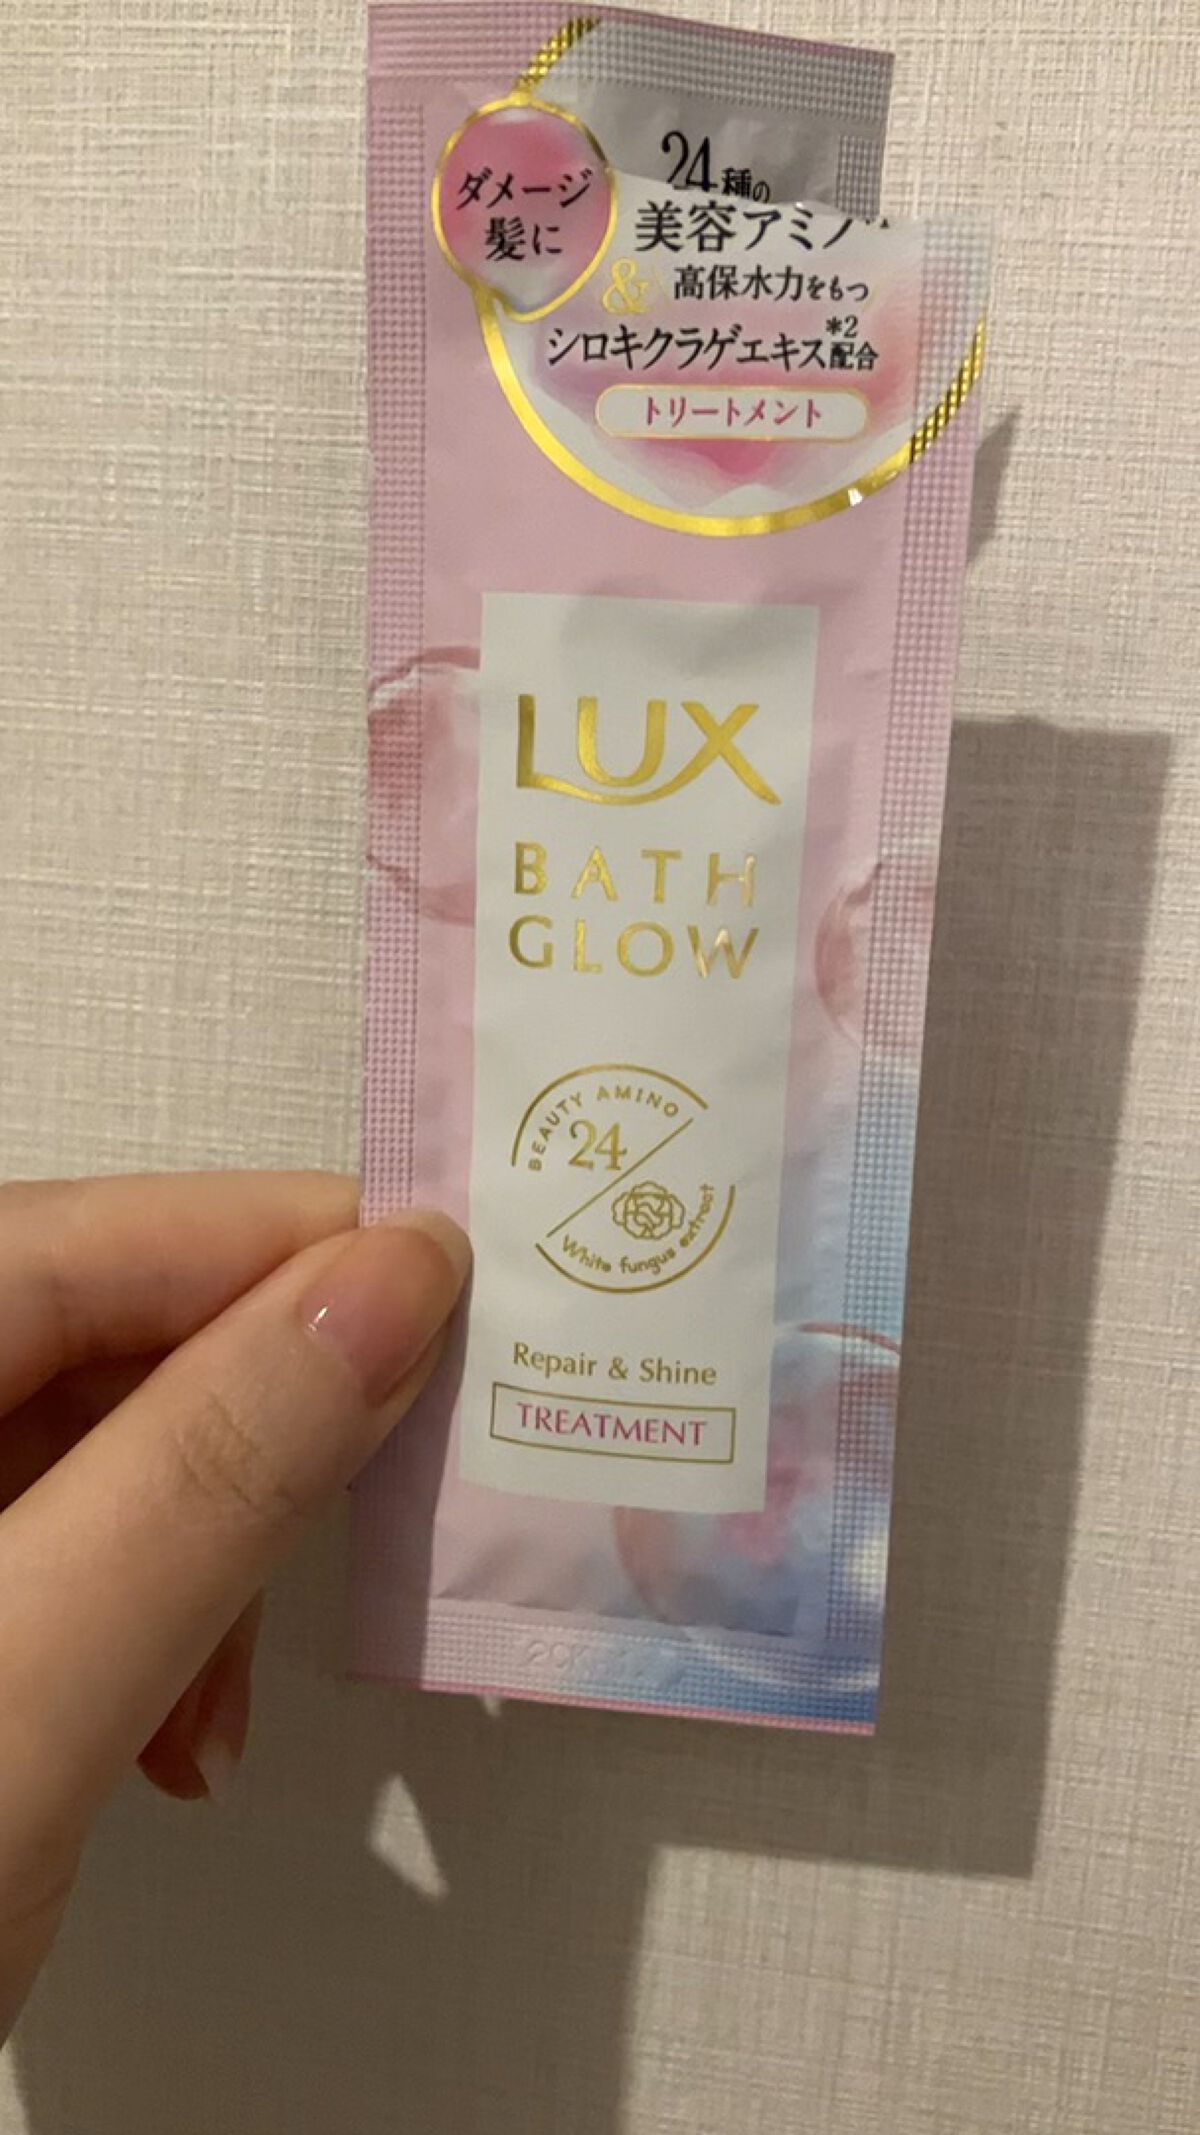 ダメージ
髪に
24種の
美容アミノ
& 高保水力をもつ
シロキクラゲエキス*2配合
トリートメント
LUX
BATH
GLOW
BEAUTY AMINO
24
White fungus extract
Repair & Shine
TREATMENT